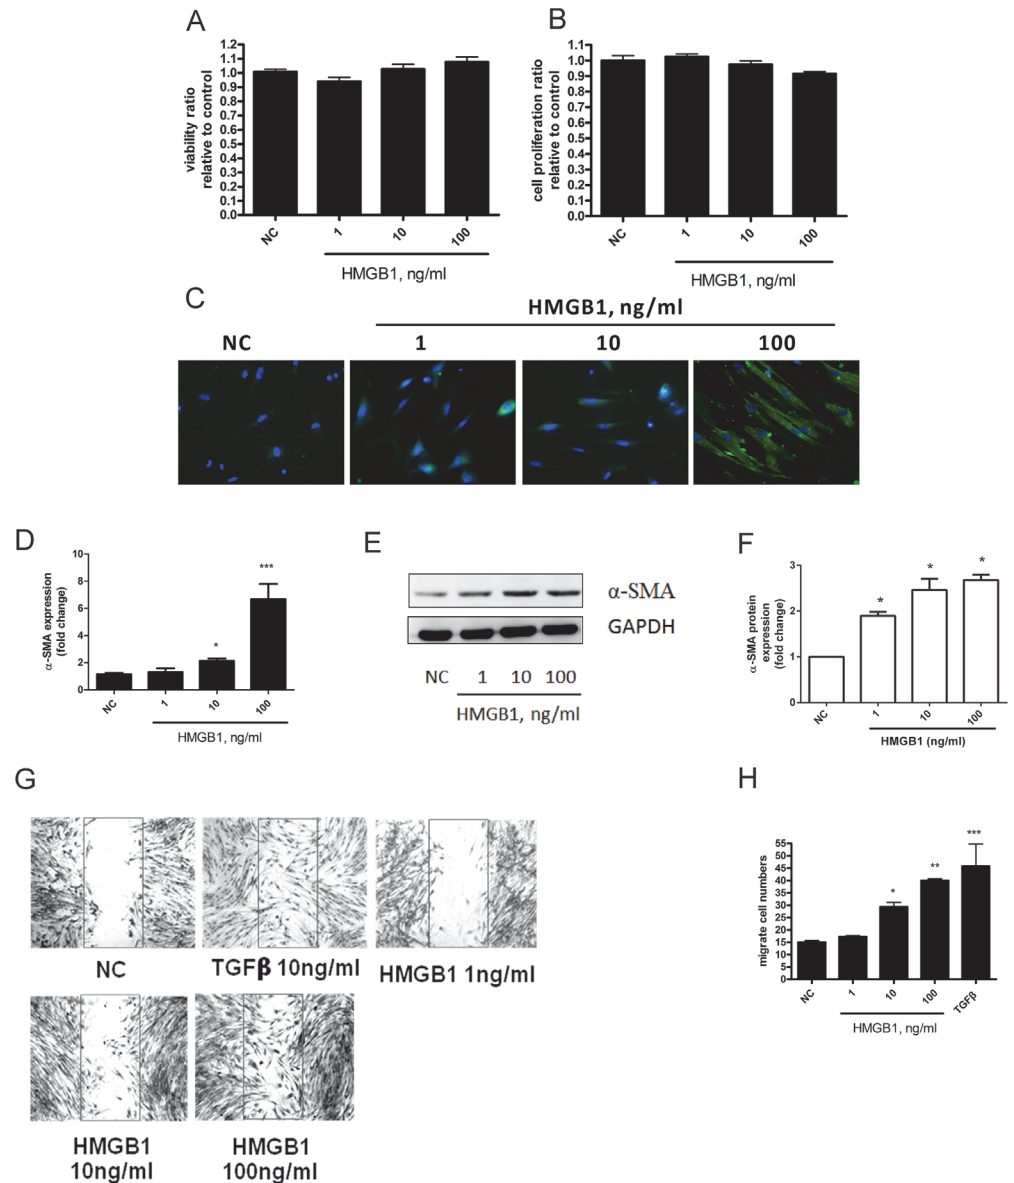 A
1.2
1.1
1.0
0.9
0.8
0.7
0.6
0.5
0.4
0.3
0.2
0.1
0.0
viability ratio
relative to control
NC
1
10
100
HMGB1, ng/ml
B
1.1
1.0
0.9
0.8
0.7
0.6
0.5
0.4
0.3
0.2
0.1
0.0
cell proliferation ratio
relative to control
NC
1
10
100
HMGB1, ng/ml
C
HMGB1, ng/ml
NC 1 10 100
D
10
8
6
4
2
0
α-SMA expression
(fold change)
*
***
NC
1
10
100
HMGB1, ng/ml
E
α-SMA
GAPDH
NC 1 10 100
HMGB1, ng/ml
F
3
2
1
0
α-SMA protein
expression
(fold change)
*
*
*
NC
1
10
100
HMGB1 (ng/ml)
G
NC
TGFβ 10ng/ml
HMGB1 1ng/ml
HMGB1
10ng/ml
HMGB1
100ng/ml
H
55
50
45
40
35
30
25
20
15
10
5
0
migrate cell numbers
*
**
***
NC
1
10
100
TGFβ
HMGB1, ng/ml